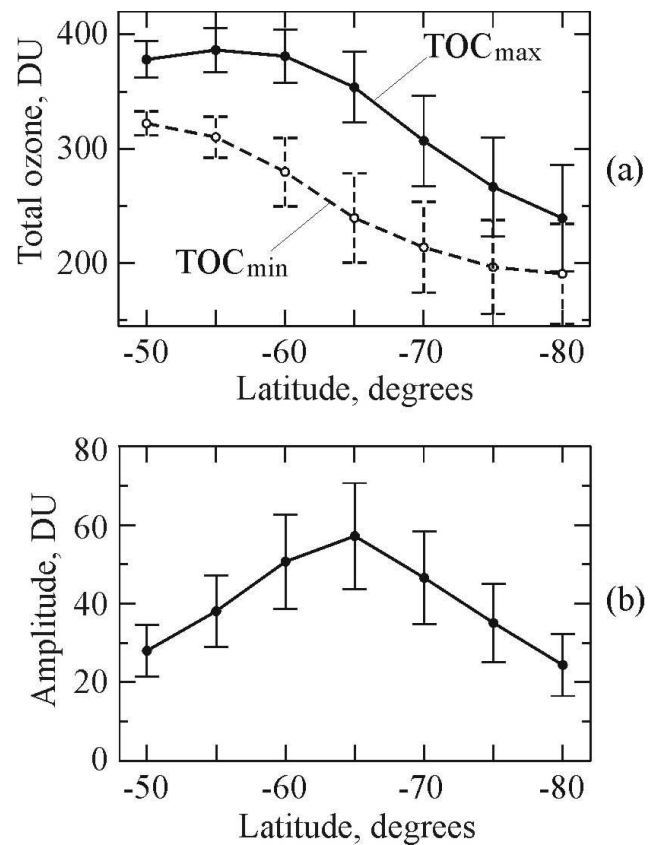 400
300
200
Total ozone, DU
TOCmax
TOCmin
(a)
-50 -60 -70 -80
Latitude, degrees
80
60
40
20
0
Amplitude, DU
(b)
-50 -60 -70 -80
Latitude, degrees